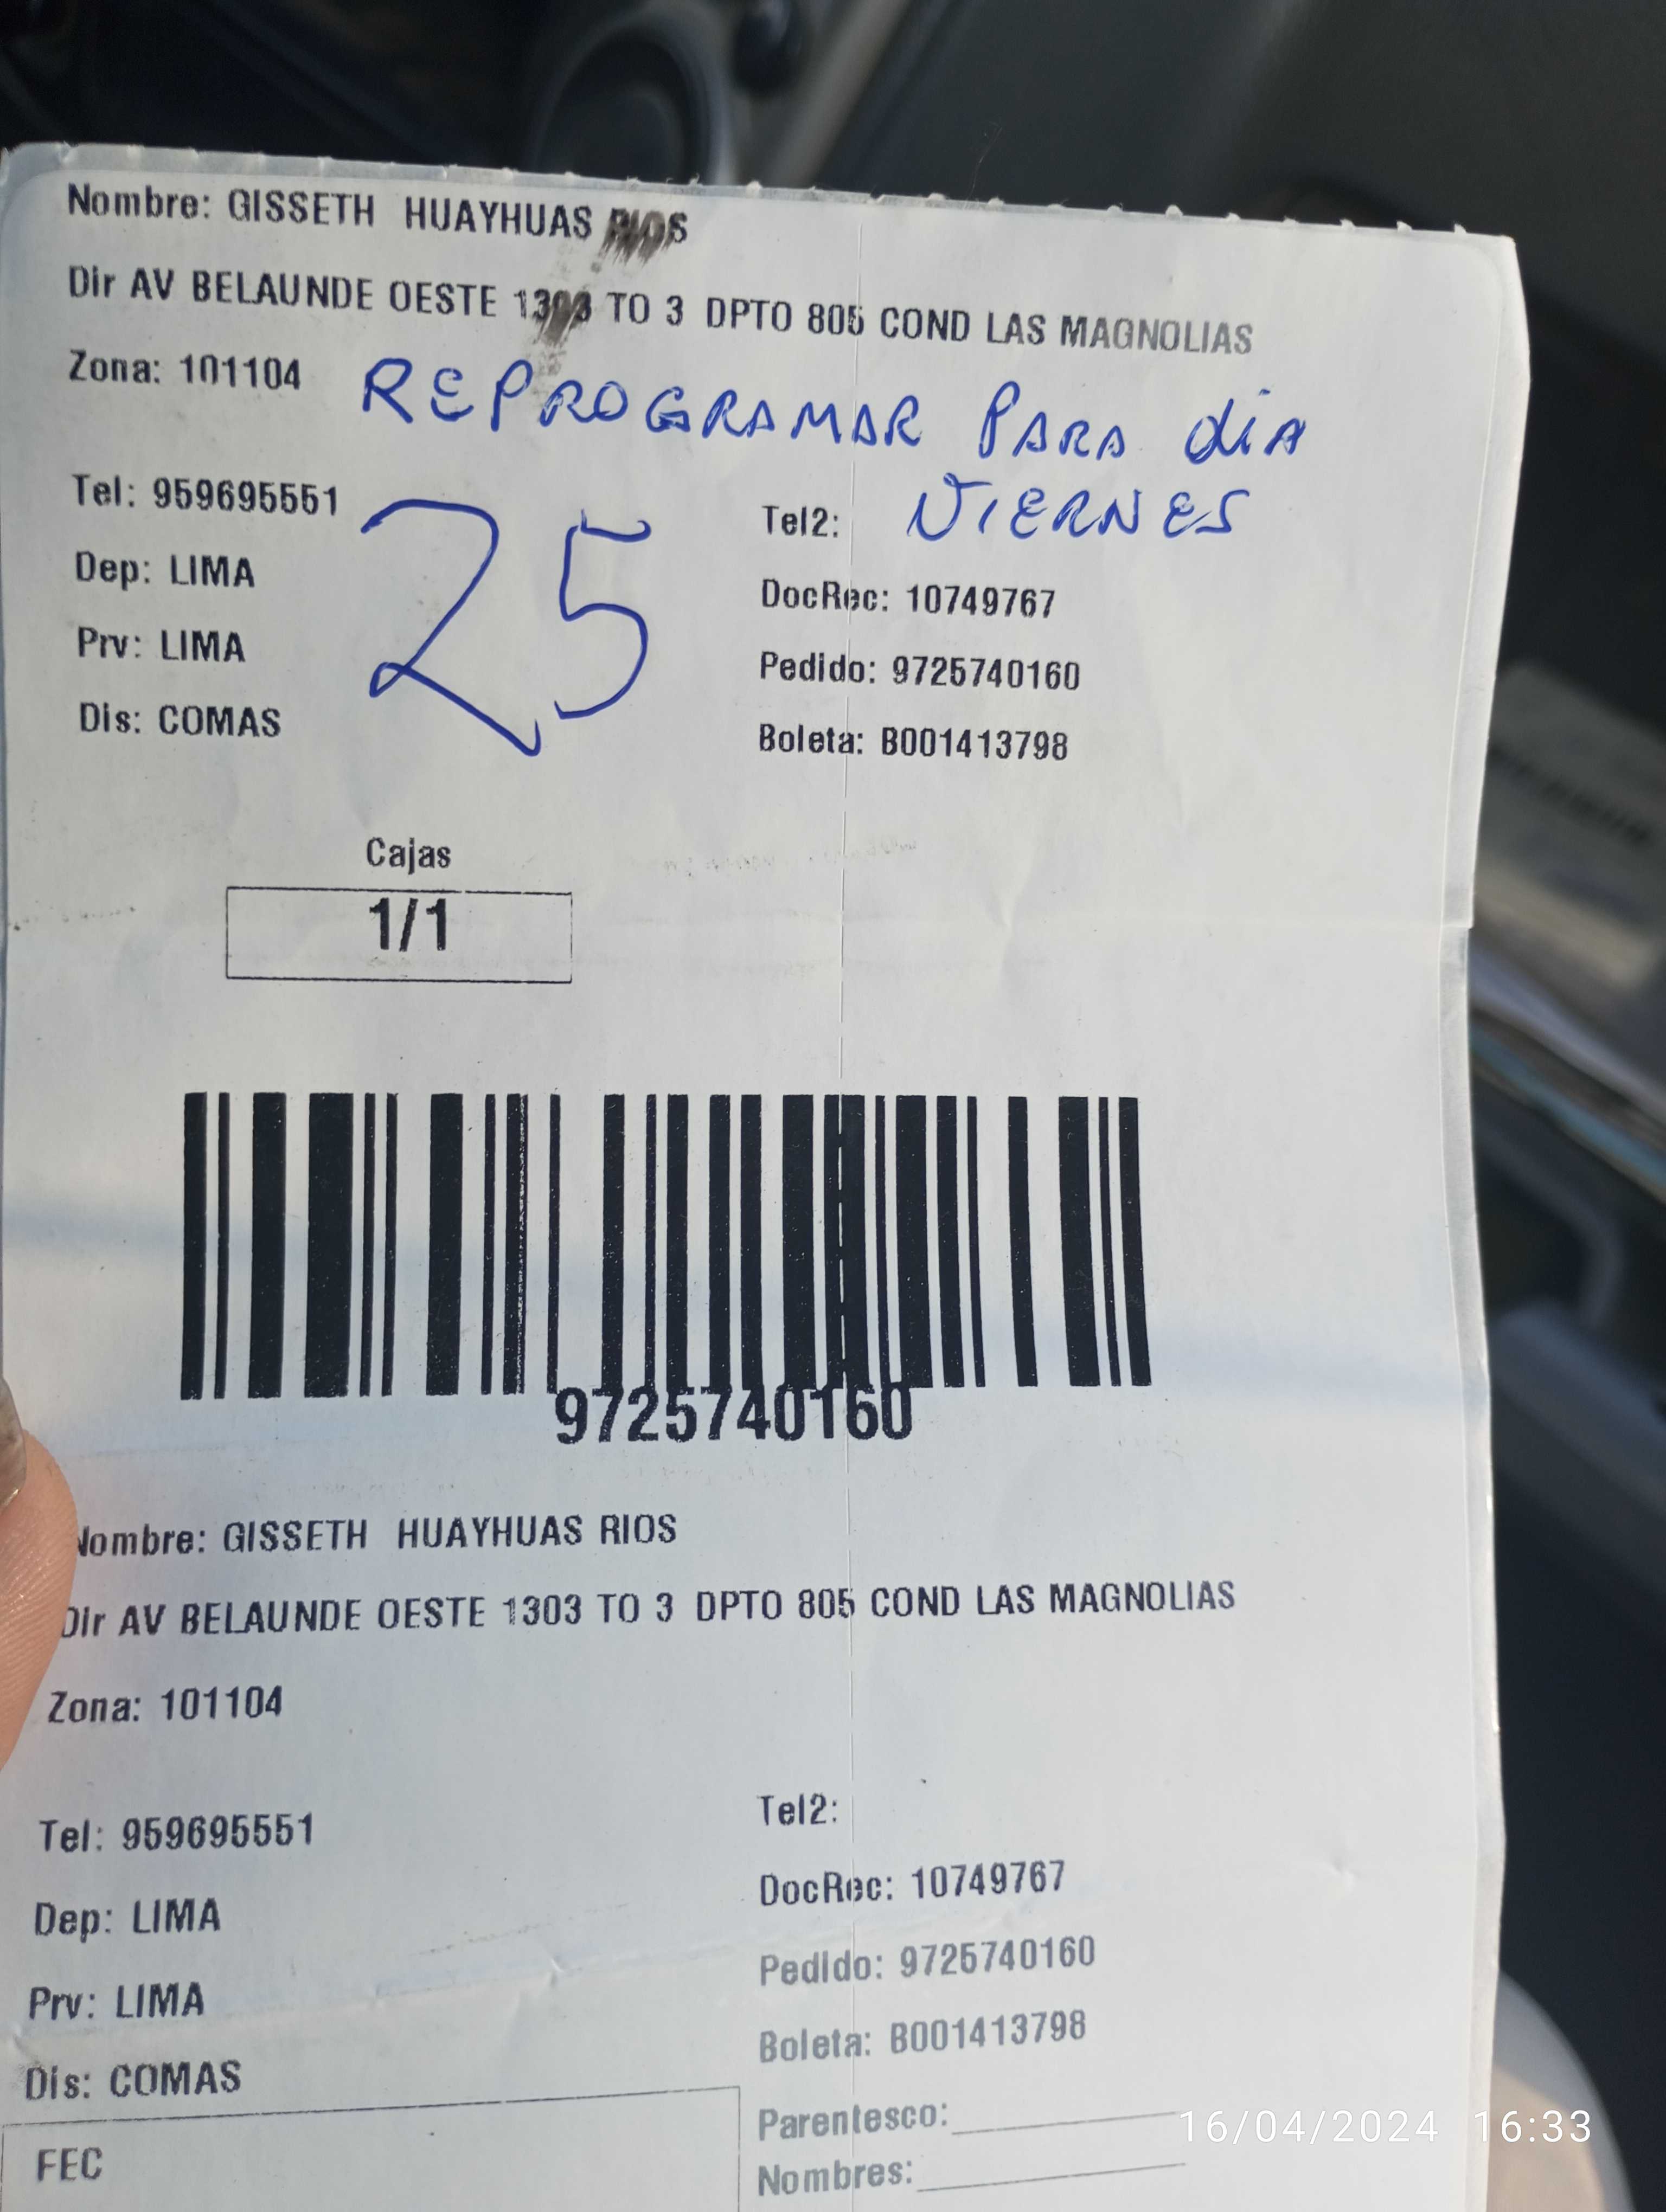 Nombre: GISSETH HUAYHUAS RIOS
Dir AV BELAUNDE OESTE 1303 TO 3 DPTO 805 COND LAS MAGNOLIAS
Zona: 101104
REPROGRAMAR PARA diA
VIERNES
Tel: 959695551
Tel2:
25
Dep: LIMA
DocRec: 10749767
Prv: LIMA
Pedido: 9725740160
Dis: COMAS
Boleta: B001413798
Cajas
1/1
9725740160
Nombre: GISSETH HUAYHUAS RIOS
Dir AV BELAUNDE OESTE 1303 TO 3 DPTO 805 COND LAS MAGNOLIAS
Zona: 101104
Tel: 959695551
Tel2:
Dep: LIMA
DocRec: 10749767
Prv: LIMA
Pedido: 9725740160
Dis: COMAS
Boleta: B001413798
FEC
Parentesco:
Nombres:
16/04/2024 16:33